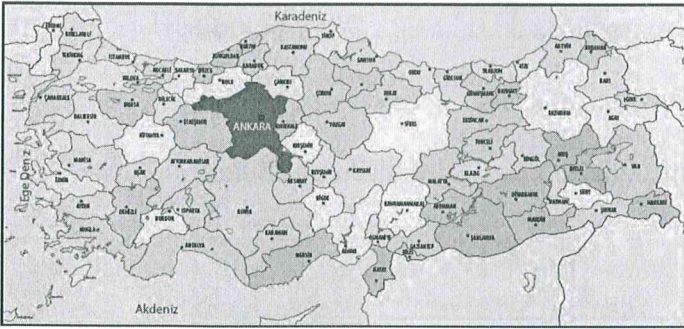 Karadeniz
SİNOP
KASTAMONU
ARTVİN
ARDAHAN
KIRKLARELİ
TEKİRDAĞ
İSTANBUL
KOCAELİ
SAKARYA
DÜZCE
ZONGULDAK
KARABÜK
SAMSUN
ORDU
GİRESUN
TRABZON
RİZE
KARS
YALOVA
BOLU
ÇANKIRI
ÇORUM
TOKAT
GÜMÜŞHANE
BAYBURT
ERZURUM
IĞDIR
AĞRI
ÇANAKKALE
BURSA
BİLECİK
BALIKESİR
KÜTAHYA
ESKİŞEHİR
ANKARA
KIRIKKALE
YOZGAT
SİVAS
ERZİNCAN
TUNCELİ
Ege Deniz
MANİSA
UŞAK
AFYONKARAHİSAR
KIRŞEHİR
NEVŞEHİR
KAYSERİ
MALATYA
ELAZIĞ
BİNGÖL
MUŞ
BİTLİS
VAN
İZMİR
AKSARAY
NİĞDE
KAHRAMANMARAŞ
ADIYAMAN
DİYARBAKIR
BATMAN
SİİRT
ŞIRNAK
HAKKARİ
AYDIN
DENİZLİ
BURDUR
ISPARTA
KONYA
MUĞLA
ANTALYA
KARAMAN
MERSİN
ADANA
OSMANİYE
GAZİANTEP
KİLİS
ŞANLIURFA
MARDİN
HATAY
Akdeniz